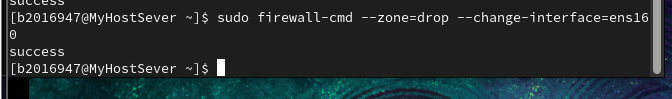 success
[b2016947@MyHostSever ~]$ sudo firewall-cmd --zone=drop --change-interface=ens16
0
success
[b2016947@MyHostSever ~]$